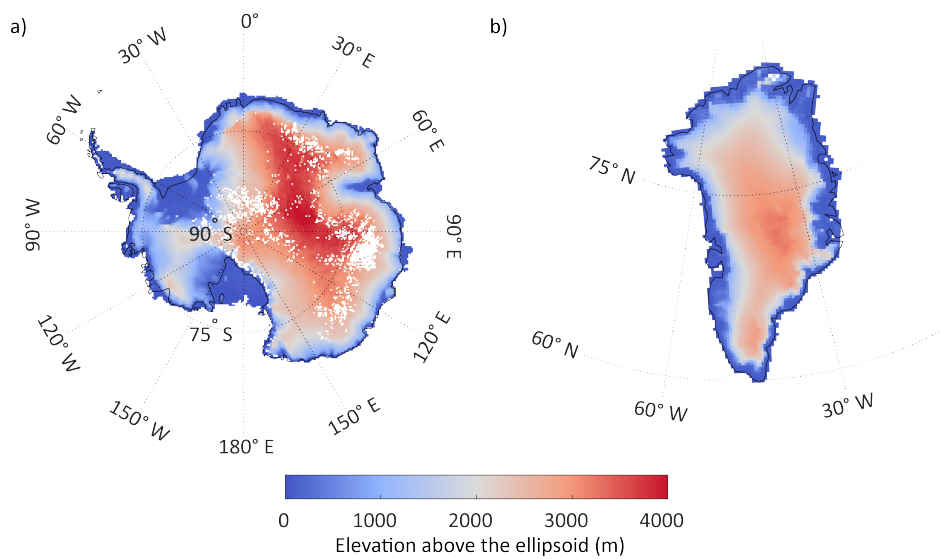 a)
0°
30° W
30° E
60° W
60° E
90° W
90° S
90° E
75° S
120° W
120° E
150° W
150° E
180° E
b)
75° N
60° N
60° W
30° W
0 1000 2000 3000 4000
Elevation above the ellipsoid (m)